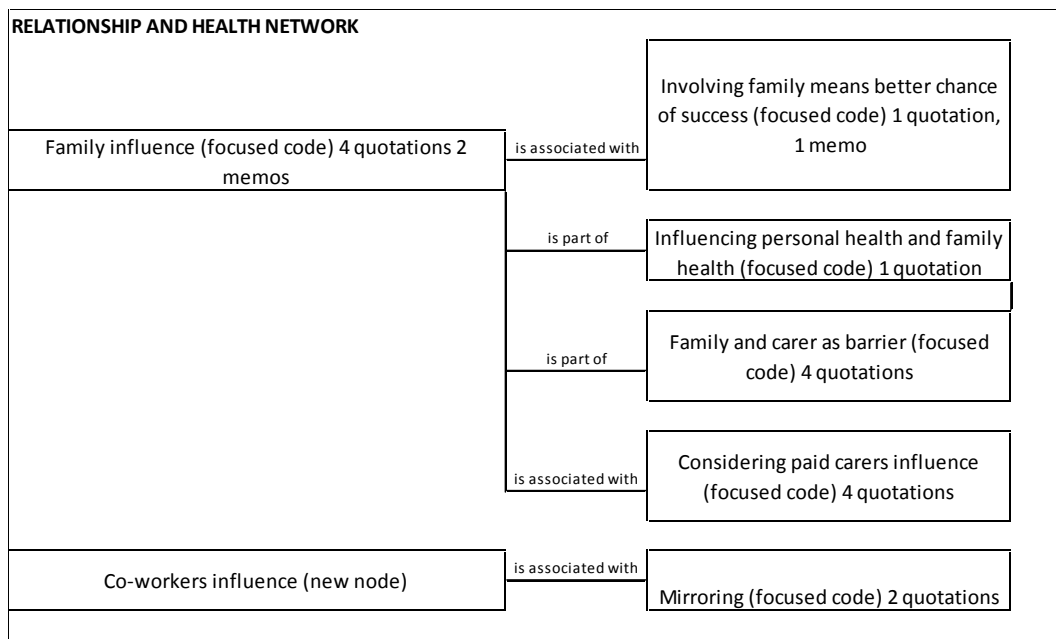 RELATIONSHIP AND HEALTH NETWORK
Involving family means better chance
of success (focused code) 1 quotation,
1 memo
Family influence (focused code) 4 quotations 2
memos
is associated with
is part of
Influencing personal health and family
health (focused code) 1 quotation
is part of
Family and carer as barrier (focused
code) 4 quotations
is associated with
Considering paid carers influence
(focused code) 4 quotations
Co-workers influence (new node)
is associated with
Mirroring (focused code) 2 quotations